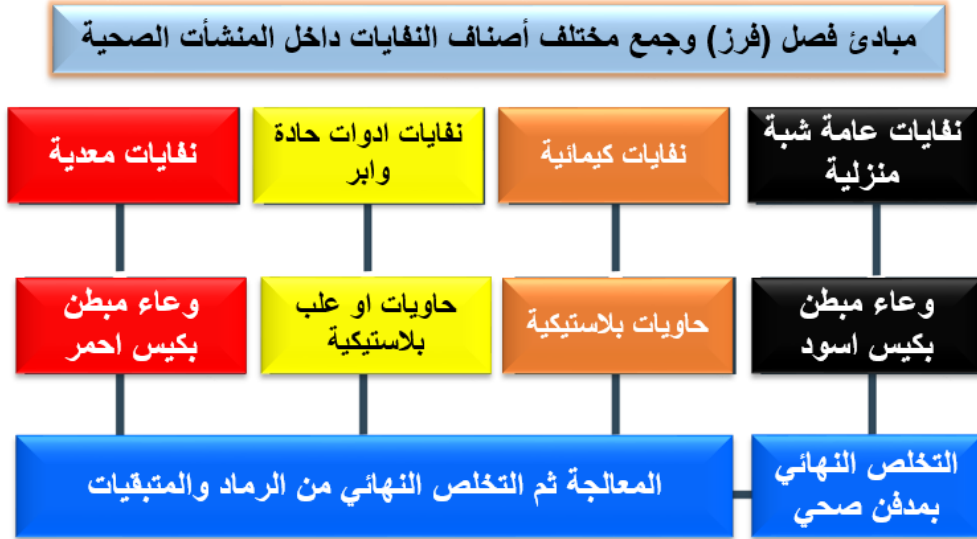 مبادئ فصل (فرز) وجمع مختلف أصناف النفايات داخل المنشأت الصحية
نفايات عامة شبة
منزلية
نفايات كيمائية
نفايات ادوات حادة
وابر
نفايات معدية
وعاء مبطن
بكيس اسود
حاويات بلاستيكية
حاويات او علب
بلاستيكية
وعاء مبطن
بكيس احمر
التخلص النهائي
بمدفن صحي
المعالجة ثم التخلص النهائي من الرماد والمتبقيات